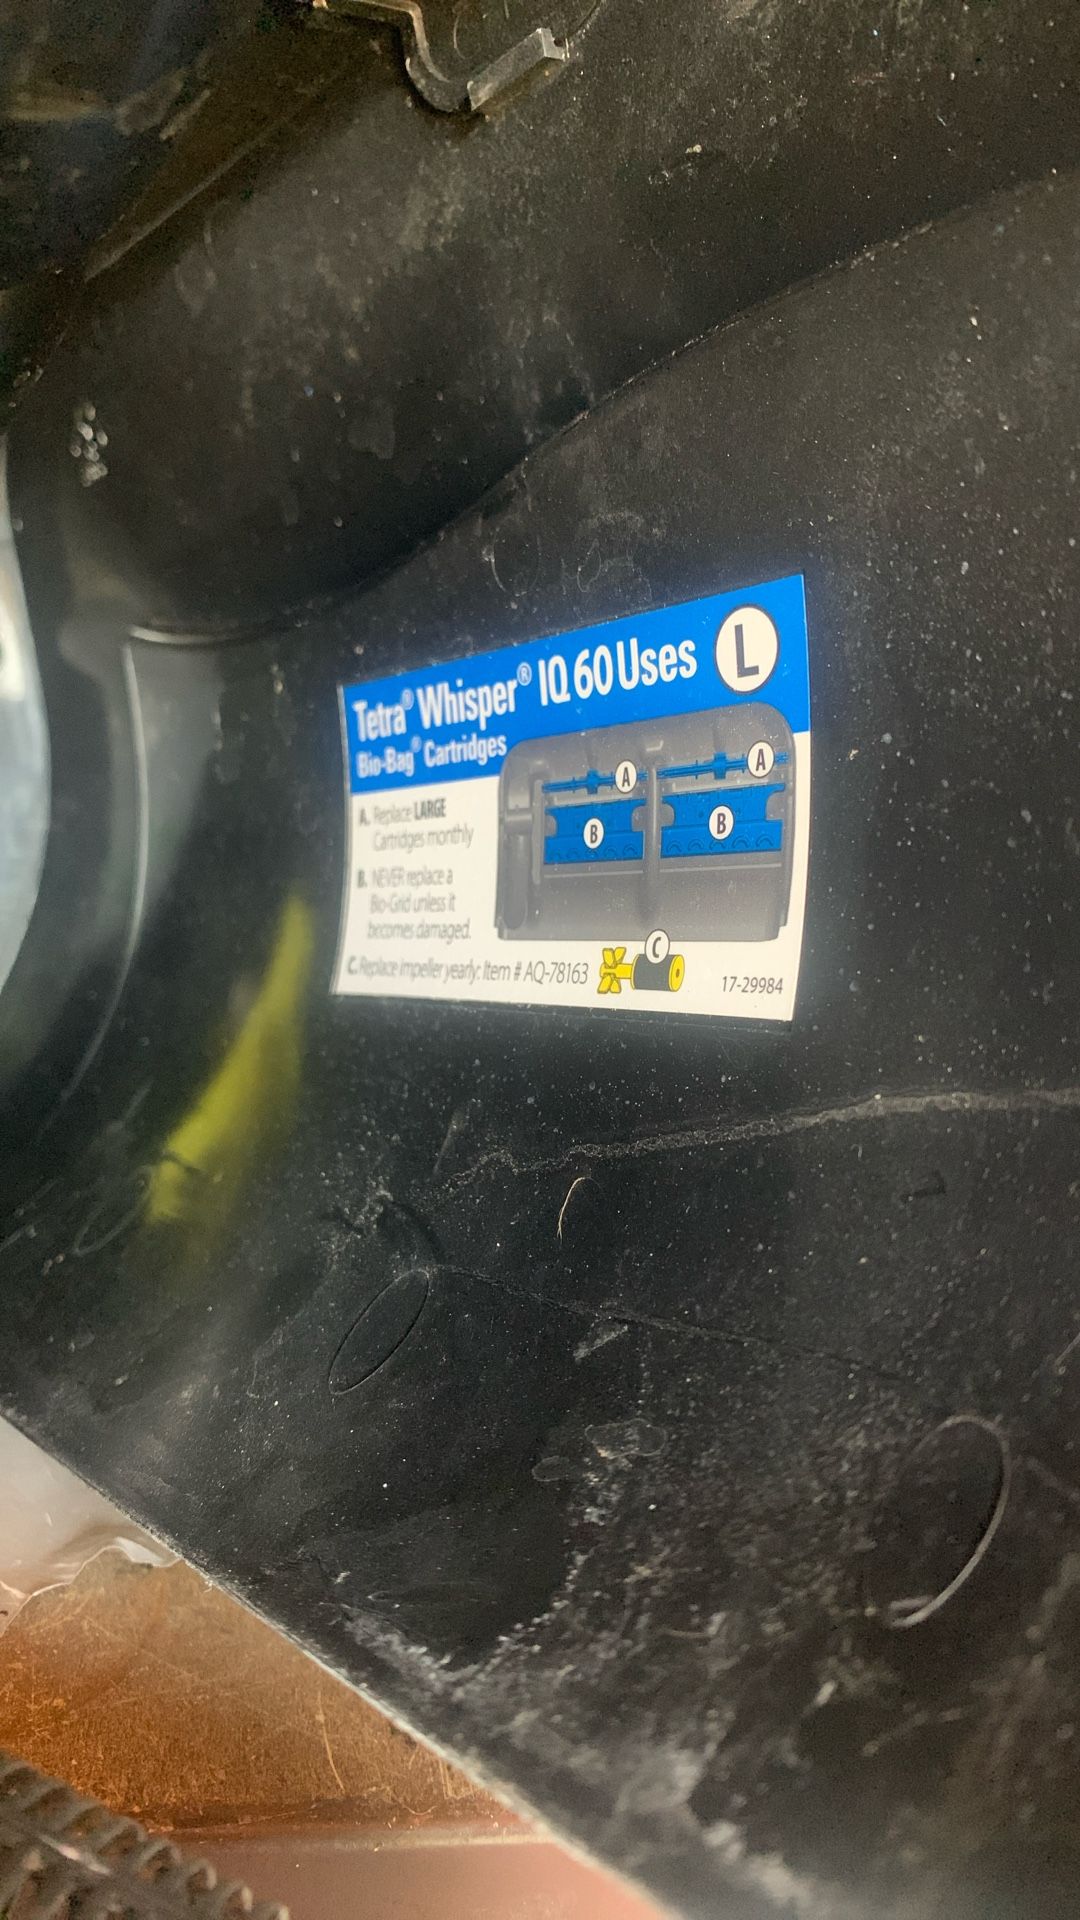 Tetra® Whisper® IQ 60 Uses L
Bio-Bag® Cartridges
A. Replace LARGE
Cartridges monthly
B. NEVER replace a
Bio-Grid unless it
becomes damaged.
C. Replace impeller yearly: Item # AQ-78163
A
A
B
B
C
17-29984